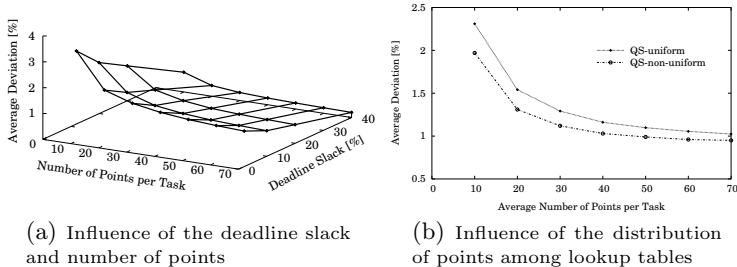 4
3
2
1
0
Average Deviation [%]
10
20
30
40
50
60
70
Number of Points per Task
0
10
20
30
40
Deadline Slack [%]
(a) Influence of the deadline slack
and number of points
2.5
2
1.5
1
0.5
Average Deviation [%]
QS-uniform
QS-non-uniform
0 10 20 30 40 50 60 70
Average Number of Points per Task
(b) Influence of the distribution
of points among lookup tables